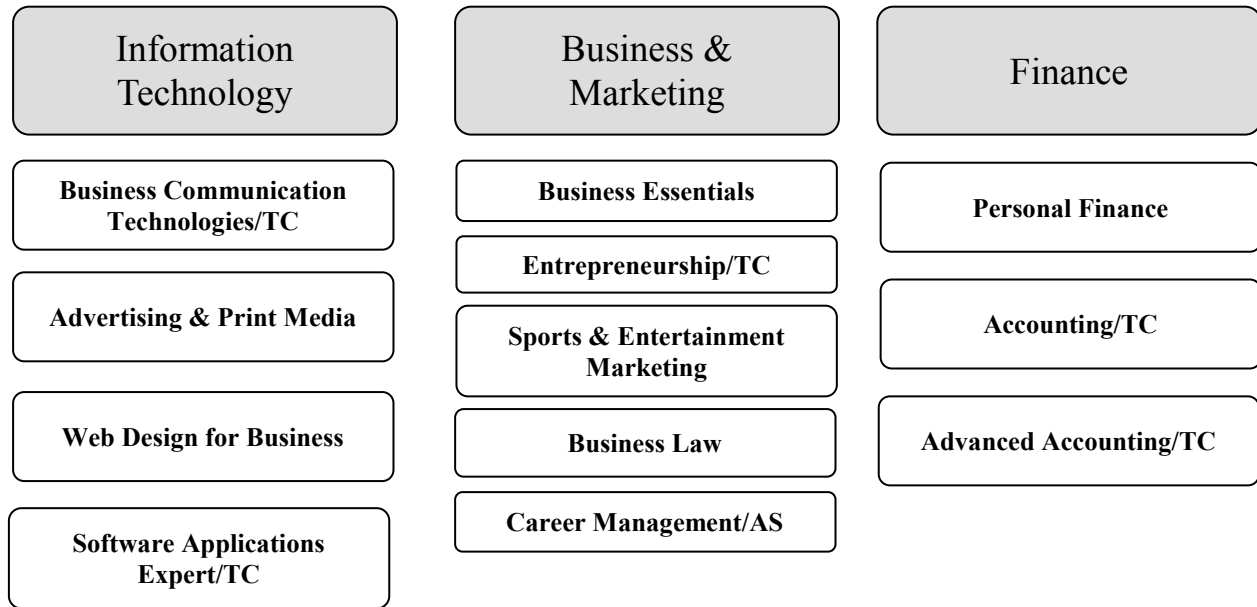 Information
Technology
Business Communication
Technologies/TC
Advertising & Print Media
Web Design for Business
Software Applications
Expert/TC
Business &
Marketing
Business Essentials
Entrepreneurship/TC
Sports & Entertainment
Marketing
Business Law
Career Management/AS
Finance
Personal Finance
Accounting/TC
Advanced Accounting/TC